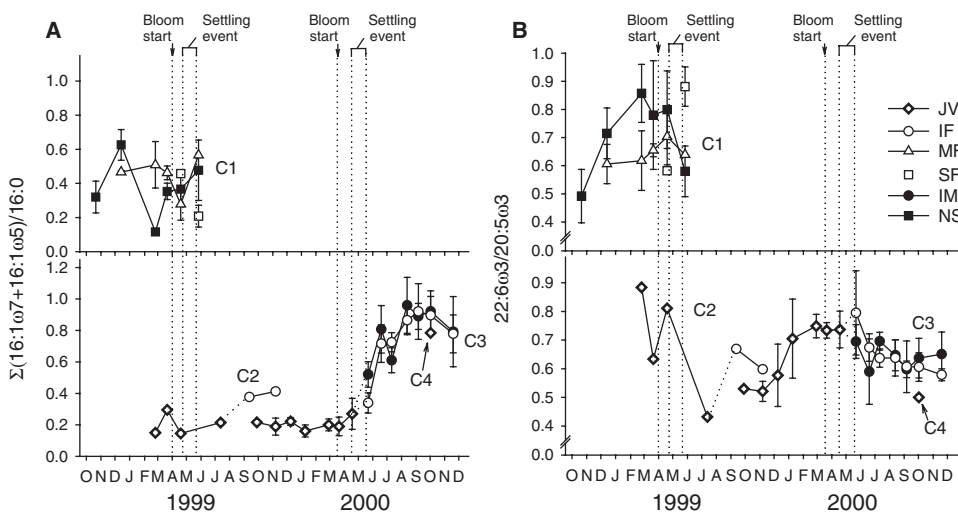 A
Bloom start
Settling event
Bloom start
Settling event
Σ(16:1ω7+16:1ω5)/16:0
1.0
0.8
0.6
0.4
0.2
0.0
C1
1.2
1.0
0.8
0.6
0.4
0.2
0.0
C2
C3
C4
O N D J F M A M J J A S O N D J F M A M J J A S O N D
1999
2000
B
Bloom start
Settling event
Bloom start
Settling event
22:6ω3/20:5ω3
1.0
0.9
0.8
0.7
0.6
0.5
0.4
C1
0.9
0.8
0.7
0.6
0.5
0.4
C2
C3
C4
O N D J F M A M J J A S O N D J F M A M J J A S O N D
1999
2000
JV
IF
SF
IM
NS